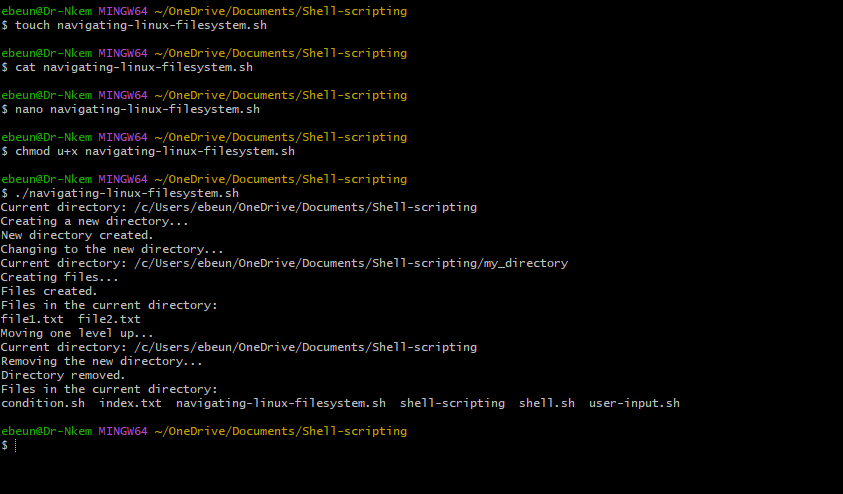 ebeun@Dr-Nkem MINGW64 ~/OneDrive/Documents/Shell-scripting
$ touch navigating-linux-filesystem.sh
ebeun@Dr-Nkem MINGW64 ~/OneDrive/Documents/Shell-scripting
$ cat navigating-linux-filesystem.sh
ebeun@Dr-Nkem MINGW64 ~/OneDrive/Documents/Shell-scripting
$ nano navigating-linux-filesystem.sh
ebeun@Dr-Nkem MINGW64 ~/OneDrive/Documents/Shell-scripting
$ chmod u+x navigating-linux-filesystem.sh
ebeun@Dr-Nkem MINGW64 ~/OneDrive/Documents/Shell-scripting
$ ./navigating-linux-filesystem.sh
Current directory: /c/Users/ebeun/OneDrive/Documents/Shell-scripting
Creating a new directory...
New directory created.
Changing to the new directory...
Current directory: /c/Users/ebeun/OneDrive/Documents/Shell-scripting/my_directory
Creating files...
Files created.
Files in the current directory:
file1.txt  file2.txt
Moving one level up...
Current directory: /c/Users/ebeun/OneDrive/Documents/Shell-scripting
Removing the new directory...
Directory removed.
Files in the current directory:
condition.sh  index.txt  navigating-linux-filesystem.sh  shell-scripting  shell.sh  user-input.sh
ebeun@Dr-Nkem MINGW64 ~/OneDrive/Documents/Shell-scripting
$